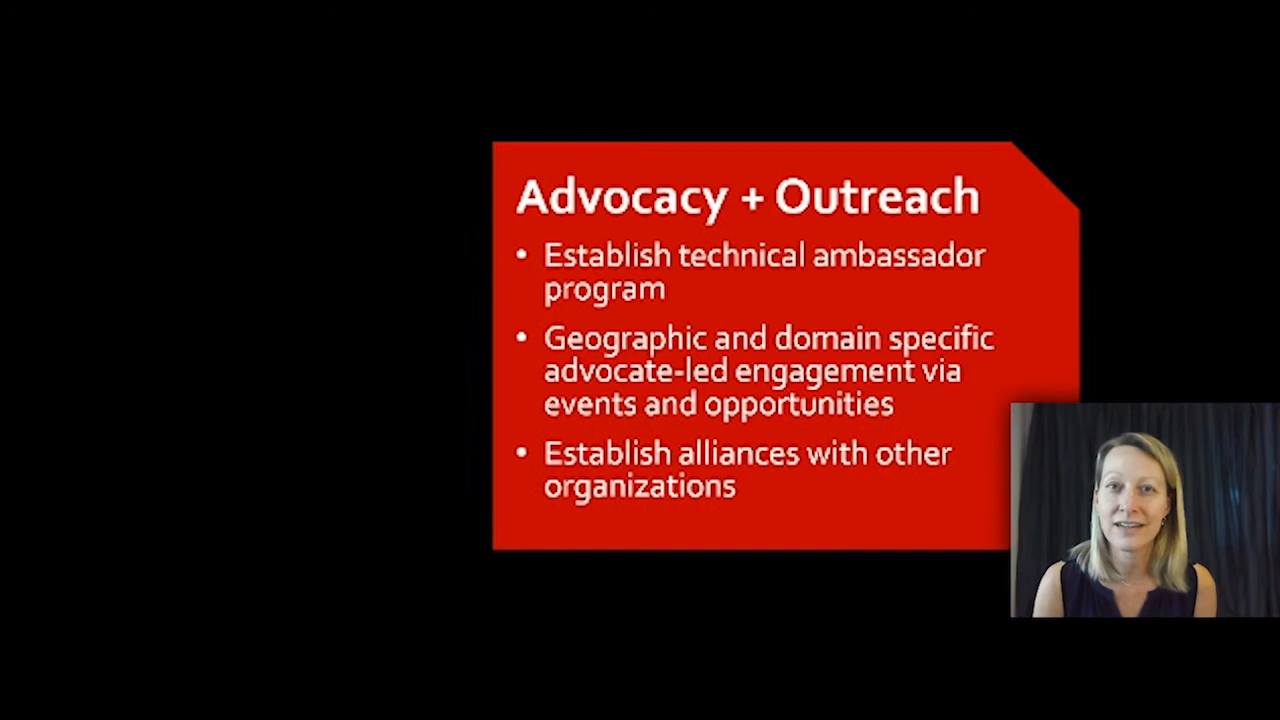 Advocacy + Outreach
• Establish technical ambassador
program
• Geographic and domain specific
advocate-led engagement via
events and opportunities
• Establish alliances with other
organizations